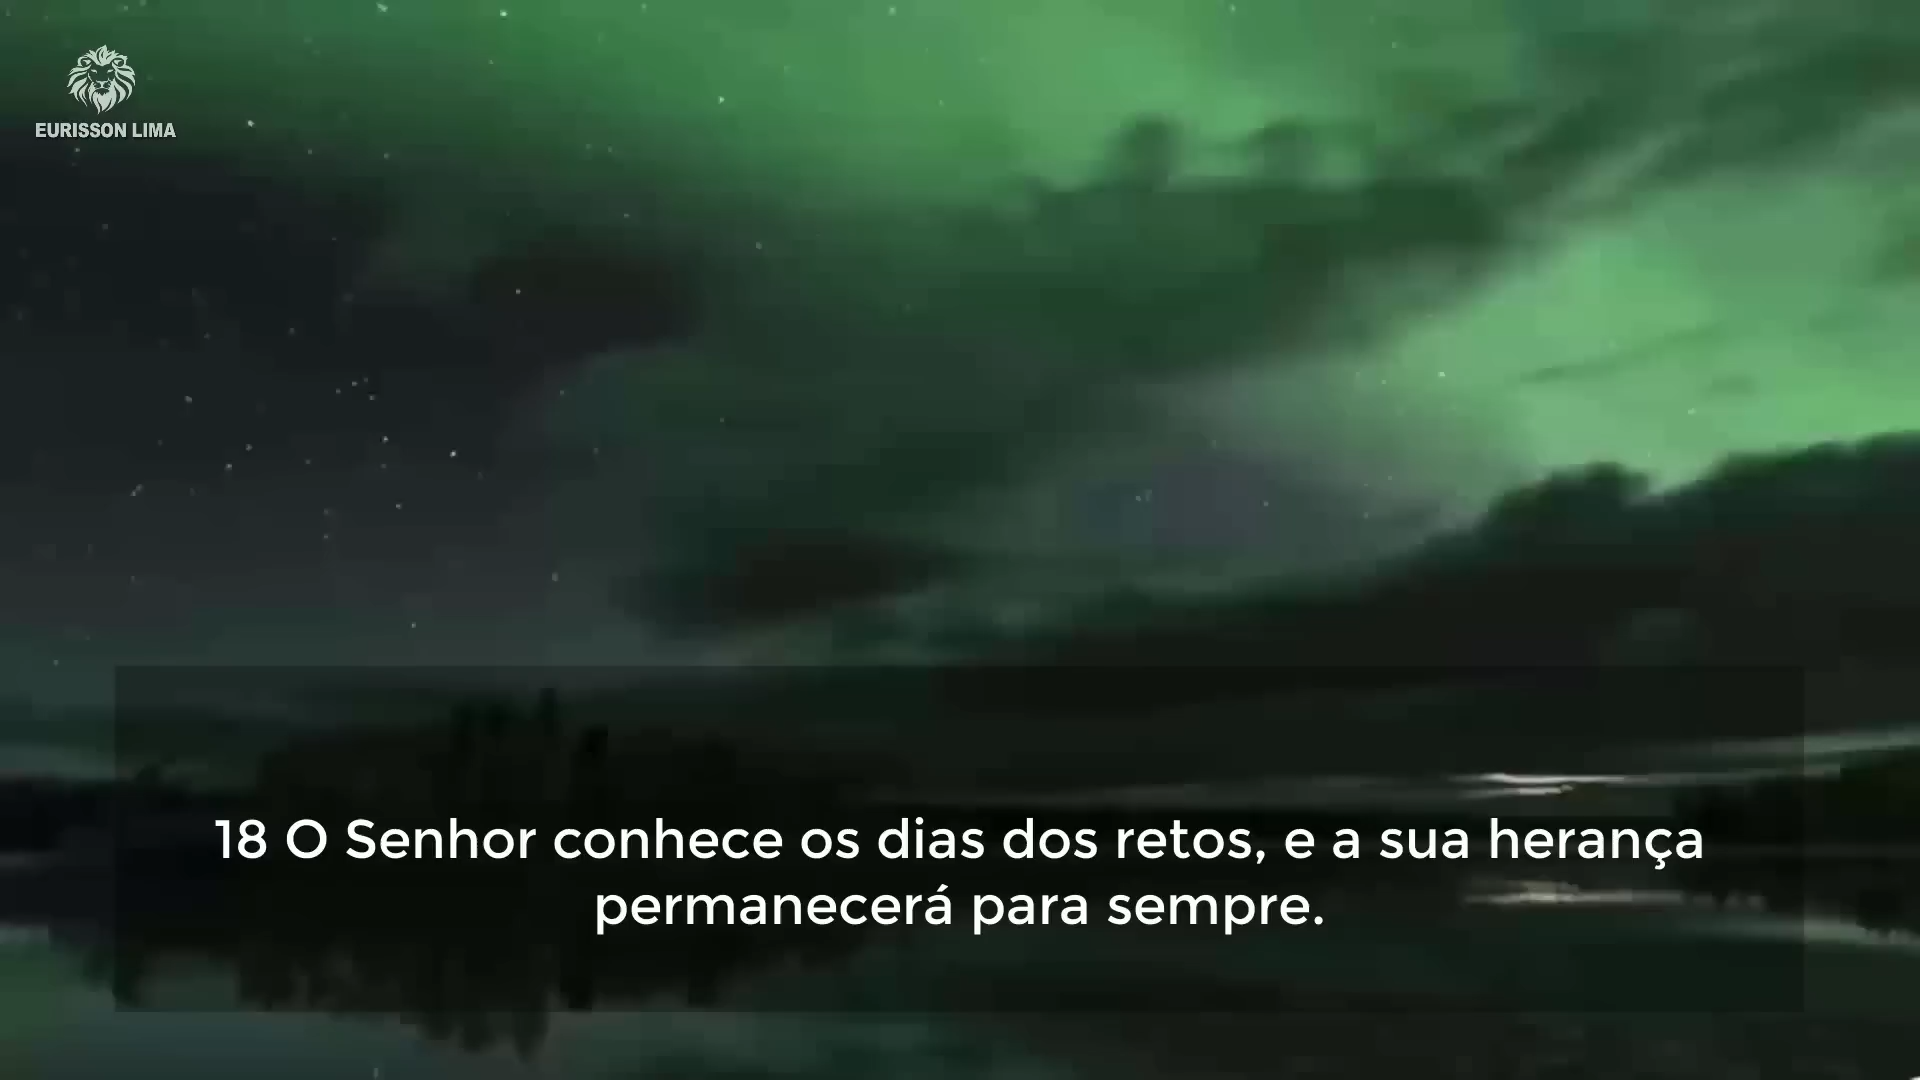 EURISSON LIMA
18 O Senhor conhece os dias dos retos, e a sua herança
permanecerá para sempre.